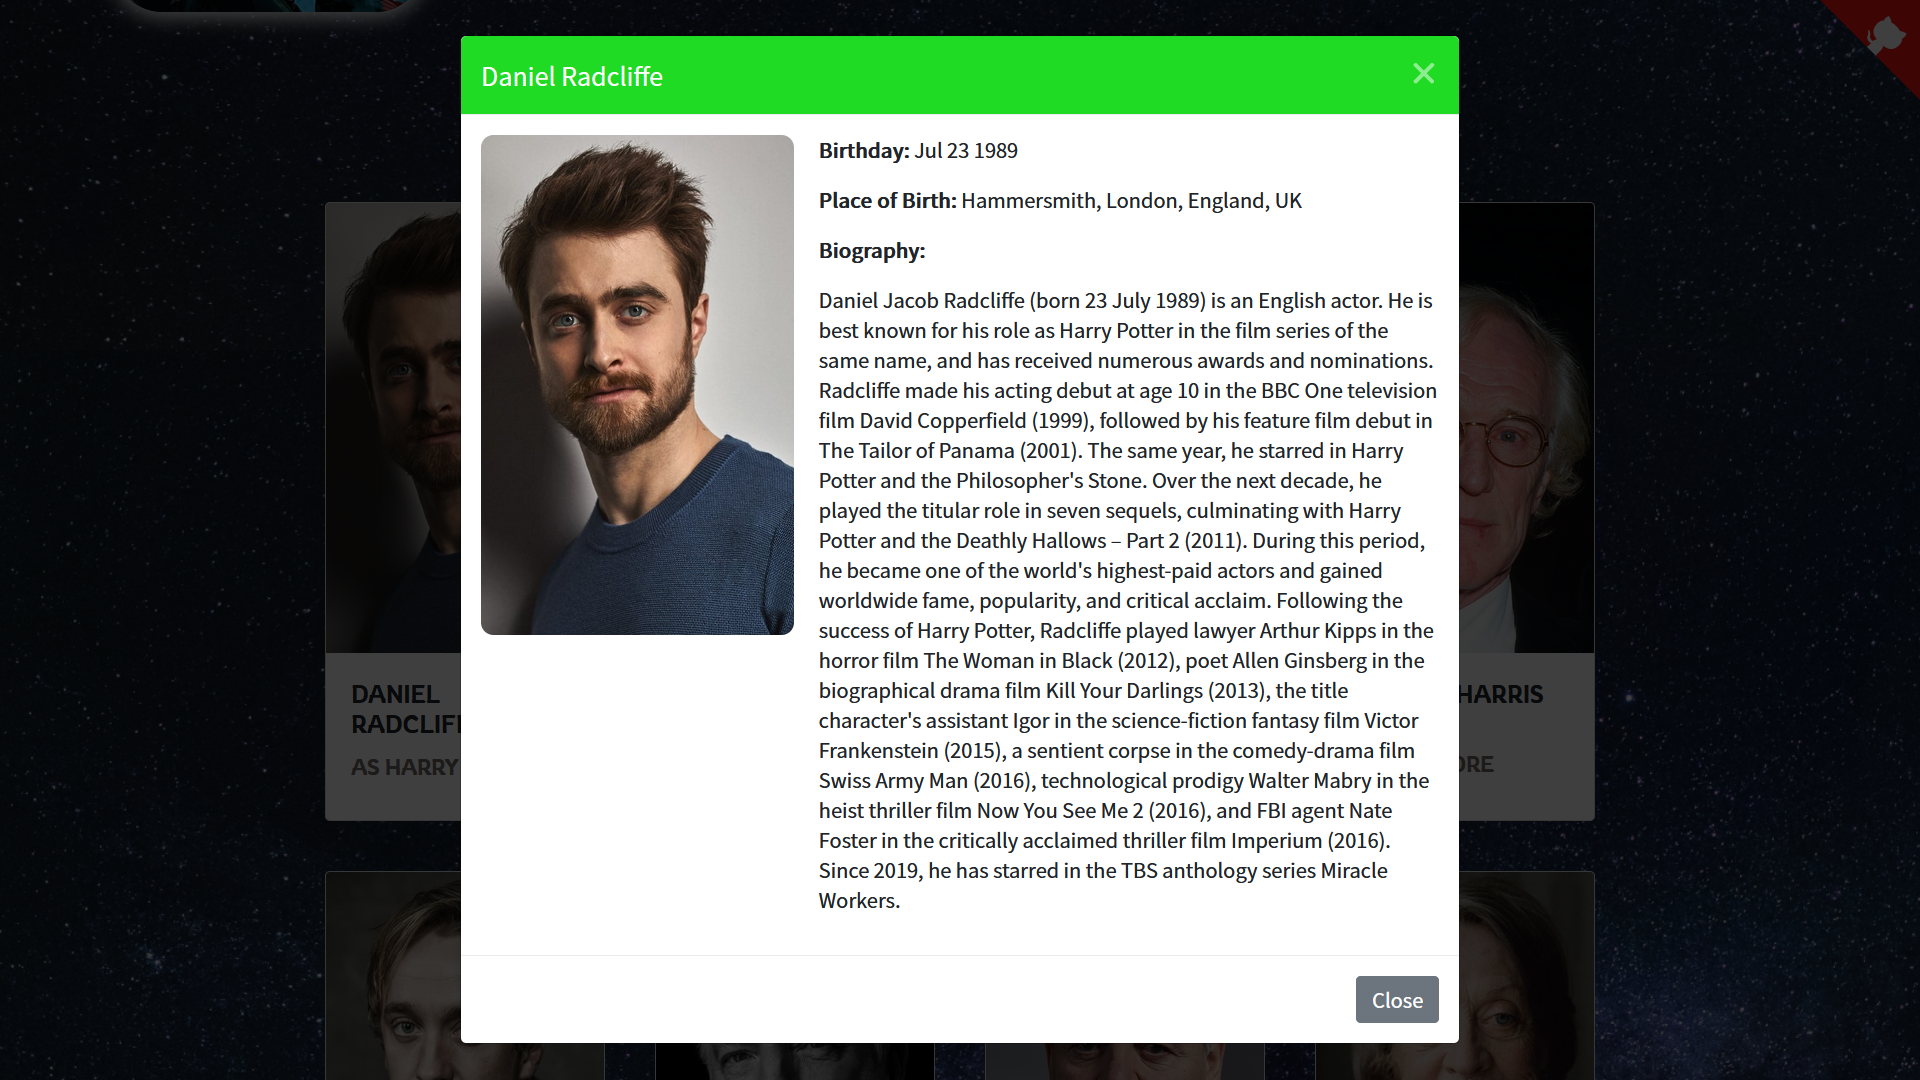 Daniel Radcliffe
Birthday: Jul 23 1989
Place of Birth: Hammersmith, London, England, UK
Biography:
Daniel Jacob Radcliffe (born 23 July 1989) is an English actor. He is
best known for his role as Harry Potter in the film series of the
same name, and has received numerous awards and nominations.
Radcliffe made his acting debut at age 10 in the BBC One television
film David Copperfield (1999), followed by his feature film debut in
The Tailor of Panama (2001). The same year, he starred in Harry
Potter and the Philosopher's Stone. Over the next decade, he
played the titular role in seven sequels, culminating with Harry
Potter and the Deathly Hallows – Part 2 (2011). During this period,
he became one of the world's highest-paid actors and gained
worldwide fame, popularity, and critical acclaim. Following the
success of Harry Potter, Radcliffe played lawyer Arthur Kipps in the
horror film The Woman in Black (2012), poet Allen Ginsberg in the
biographical drama film Kill Your Darlings (2013), the title
character's assistant Igor in the science-fiction fantasy film Victor
Frankenstein (2015), a sentient corpse in the comedy-drama film
Swiss Army Man (2016), technological prodigy Walter Mabry in the
heist thriller film Now You See Me 2 (2016), and FBI agent Nate
Foster in the critically acclaimed thriller film Imperium (2016).
Since 2019, he has starred in the TBS anthology series Miracle
Workers.
Close
DANIEL
RADCLIF
AS HARRY
HARRIS
ORE